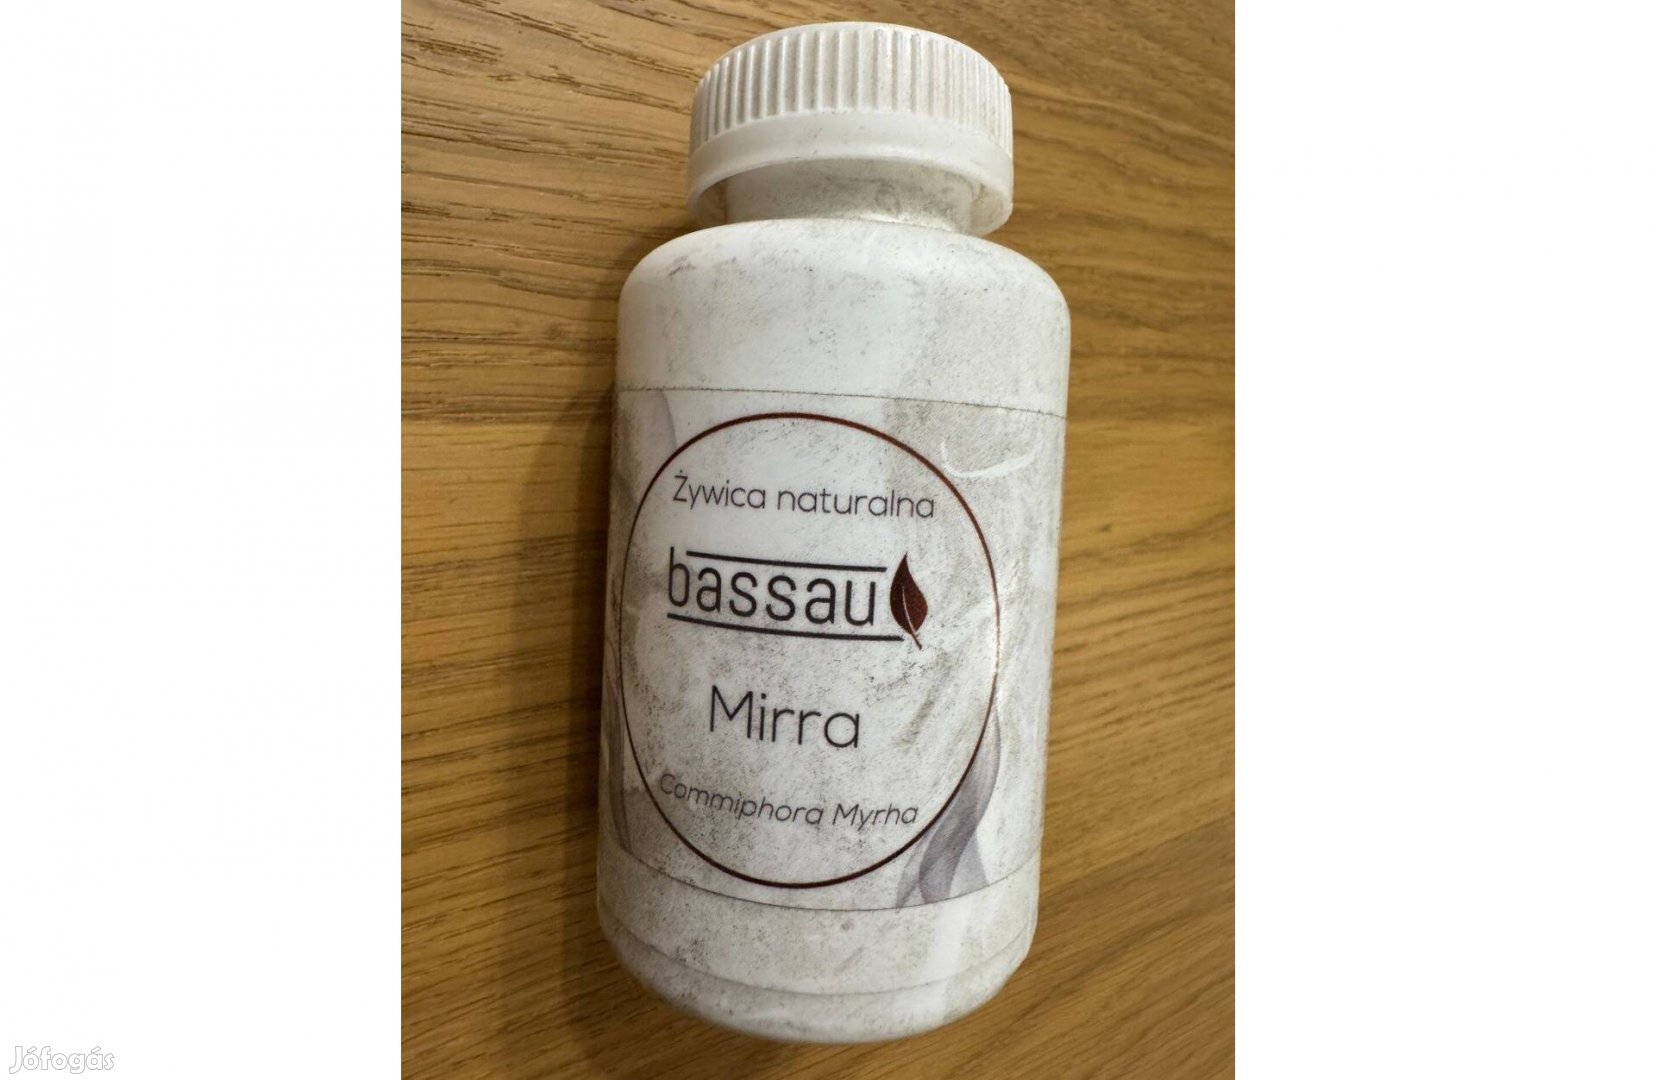 Żywica naturalna
bassau
Mirra
Commiphora Myrha
Jófogás